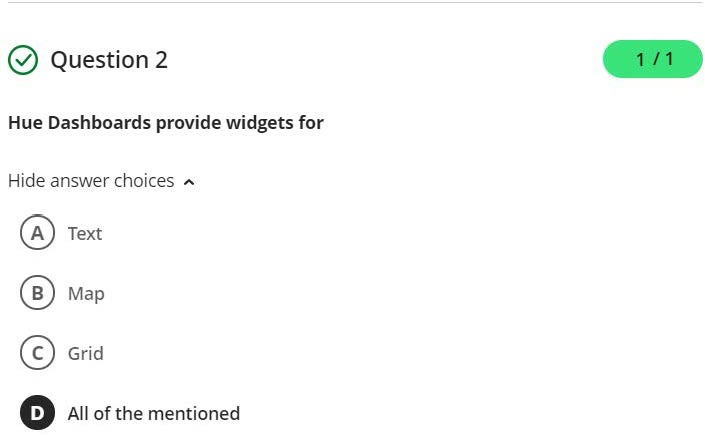 Question 2
1 / 1
Hue Dashboards provide widgets for
Hide answer choices
A Text
B Map
C Grid
D All of the mentioned